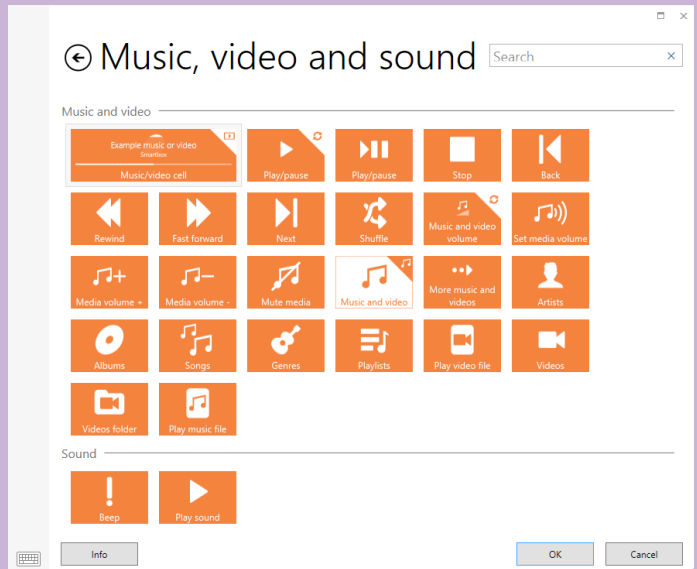 Music, video and sound
Search
Music and video
Example music or video
Smartbox
Music/video cell
Play/pause
Play/pause
Stop
Back
Rewind
Fast forward
Next
Shuffle
Music and video
volume
Set media volume
Media volume +
Media volume -
Mute media
Music and video
More music and
videos
Artists
Albums
Songs
Genres
Playlists
Play video file
Videos
Videos folder
Play music file
Sound
Beep
Play sound
Info
OK
Cancel